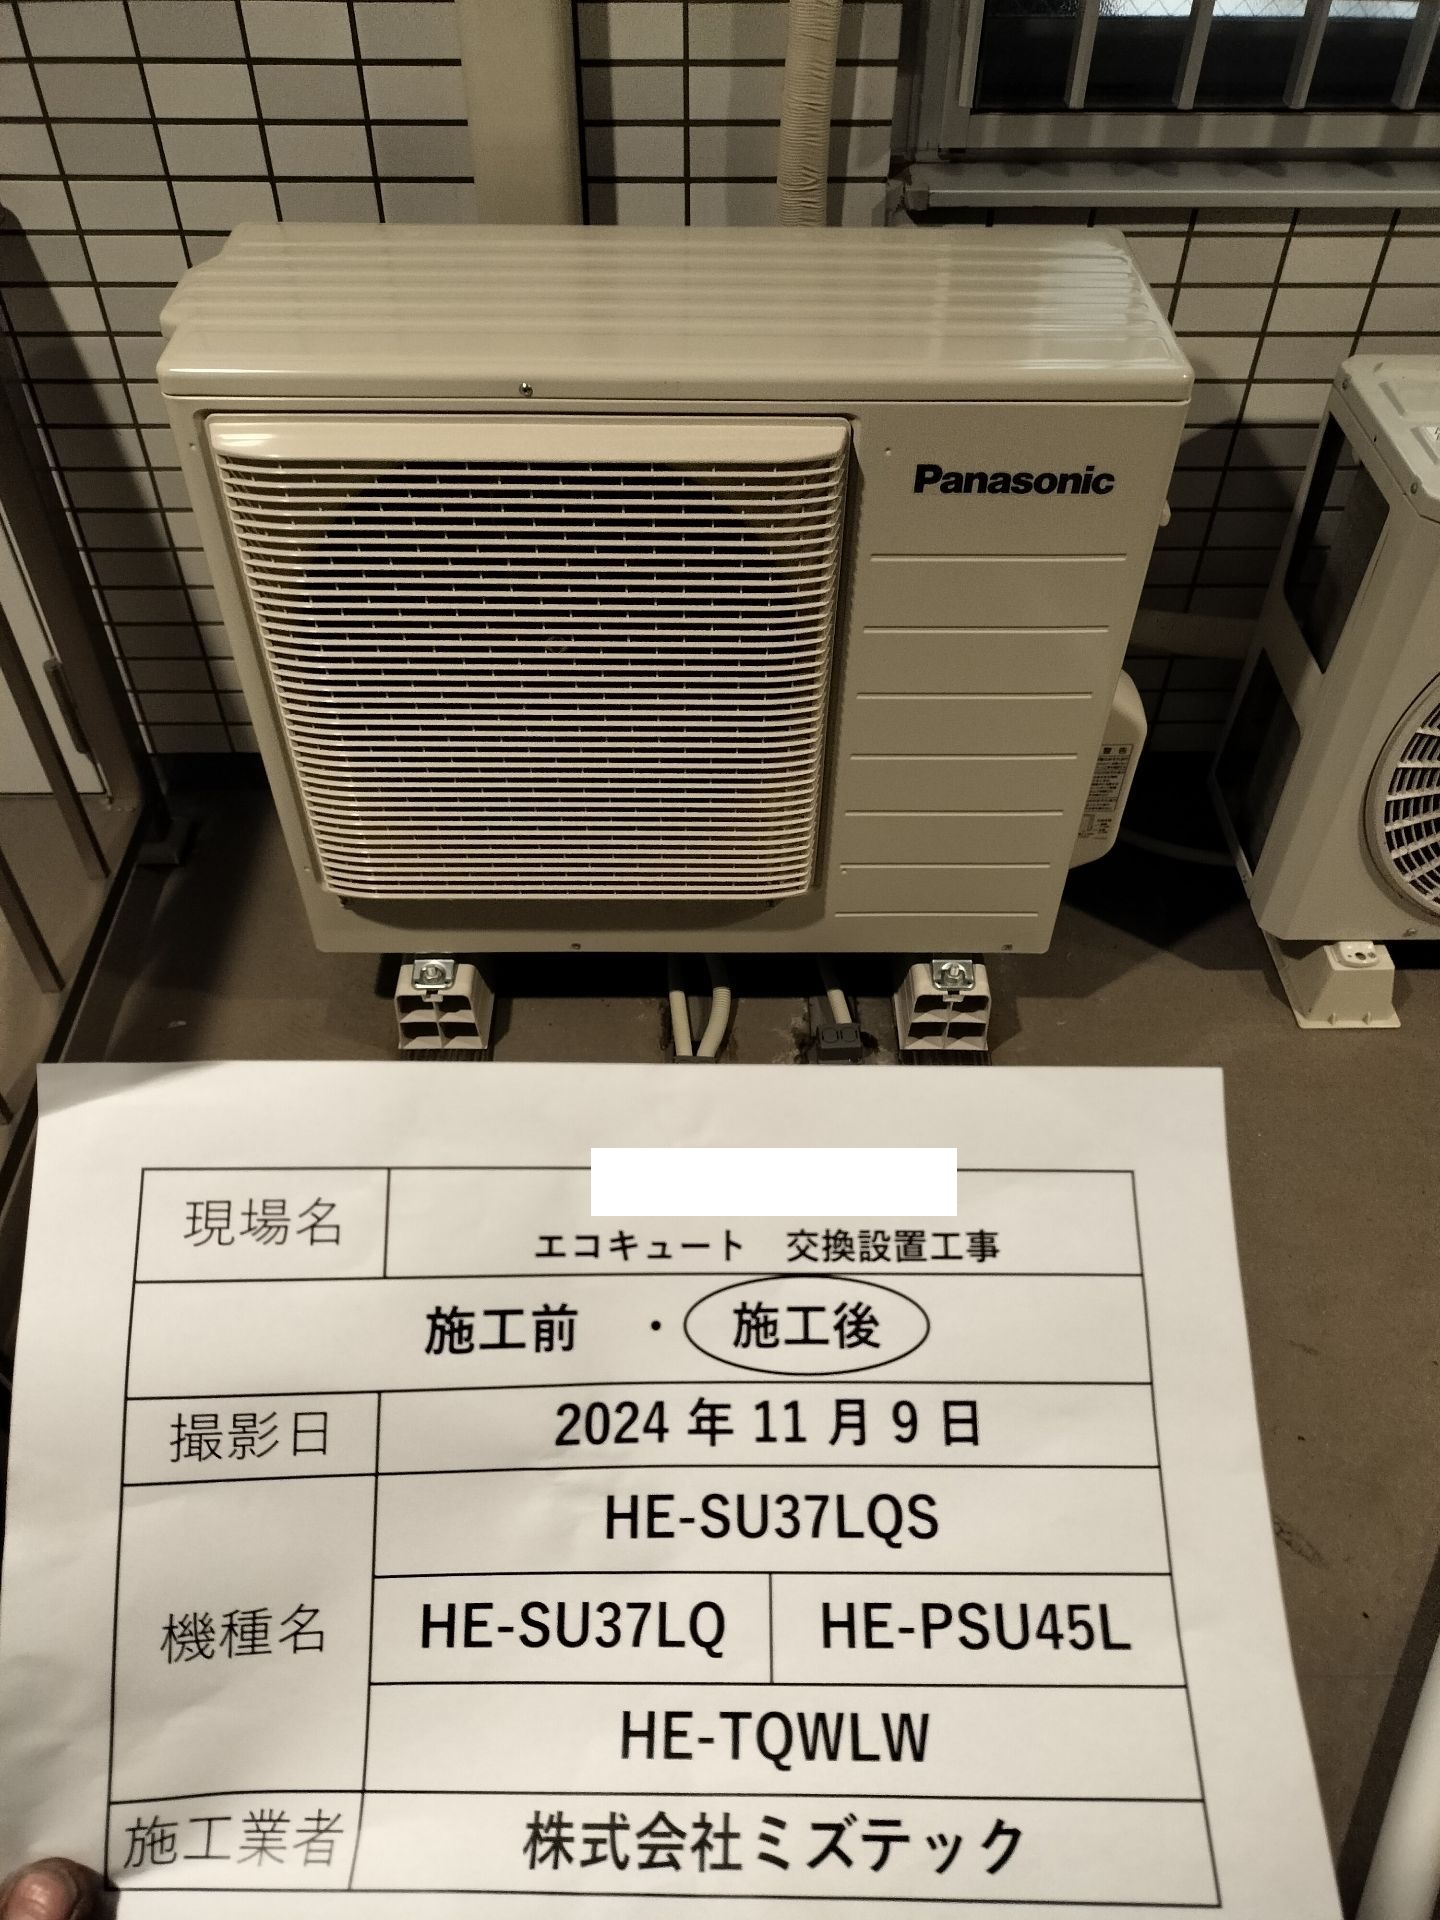 Panasonic
警告
現場名
エコキュート 交換設置工事
施工前 ・ 施工後
撮影日
2024 年 11 月 9 日
機種名
HE-SU37LQS
HE-SU37LQ
HE-PSU45L
HE-TQWLW
施工業者
株式会社ミズテック